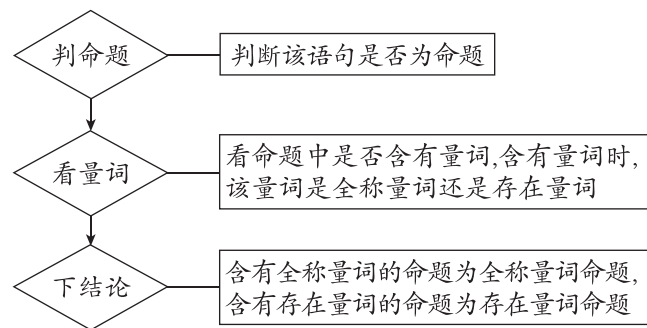 判命题
判断该语句是否为命题
看量词
看命题中是否含有量词,含有量词时,
该量词是全称量词还是存在量词
下结论
含有全称量词的命题为全称量词命题,
含有存在量词的命题为存在量词命题